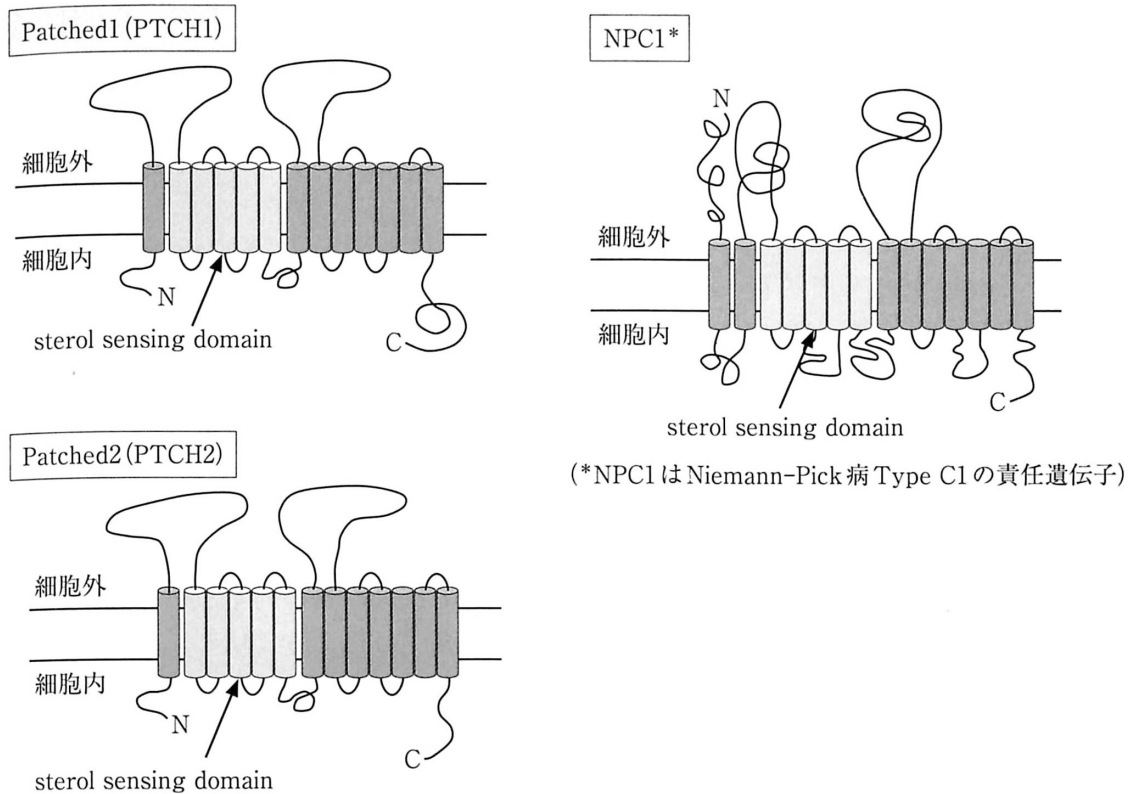 Patched1(PTCH1)
細胞外
細胞内
N
C
sterol sensing domain
NPC1*
N
細胞外
細胞内
C
sterol sensing domain
(*NPC1はNiemann-Pick病Type C1の責任遺伝子)
Patched2(PTCH2)
細胞外
細胞内
N
C
sterol sensing domain